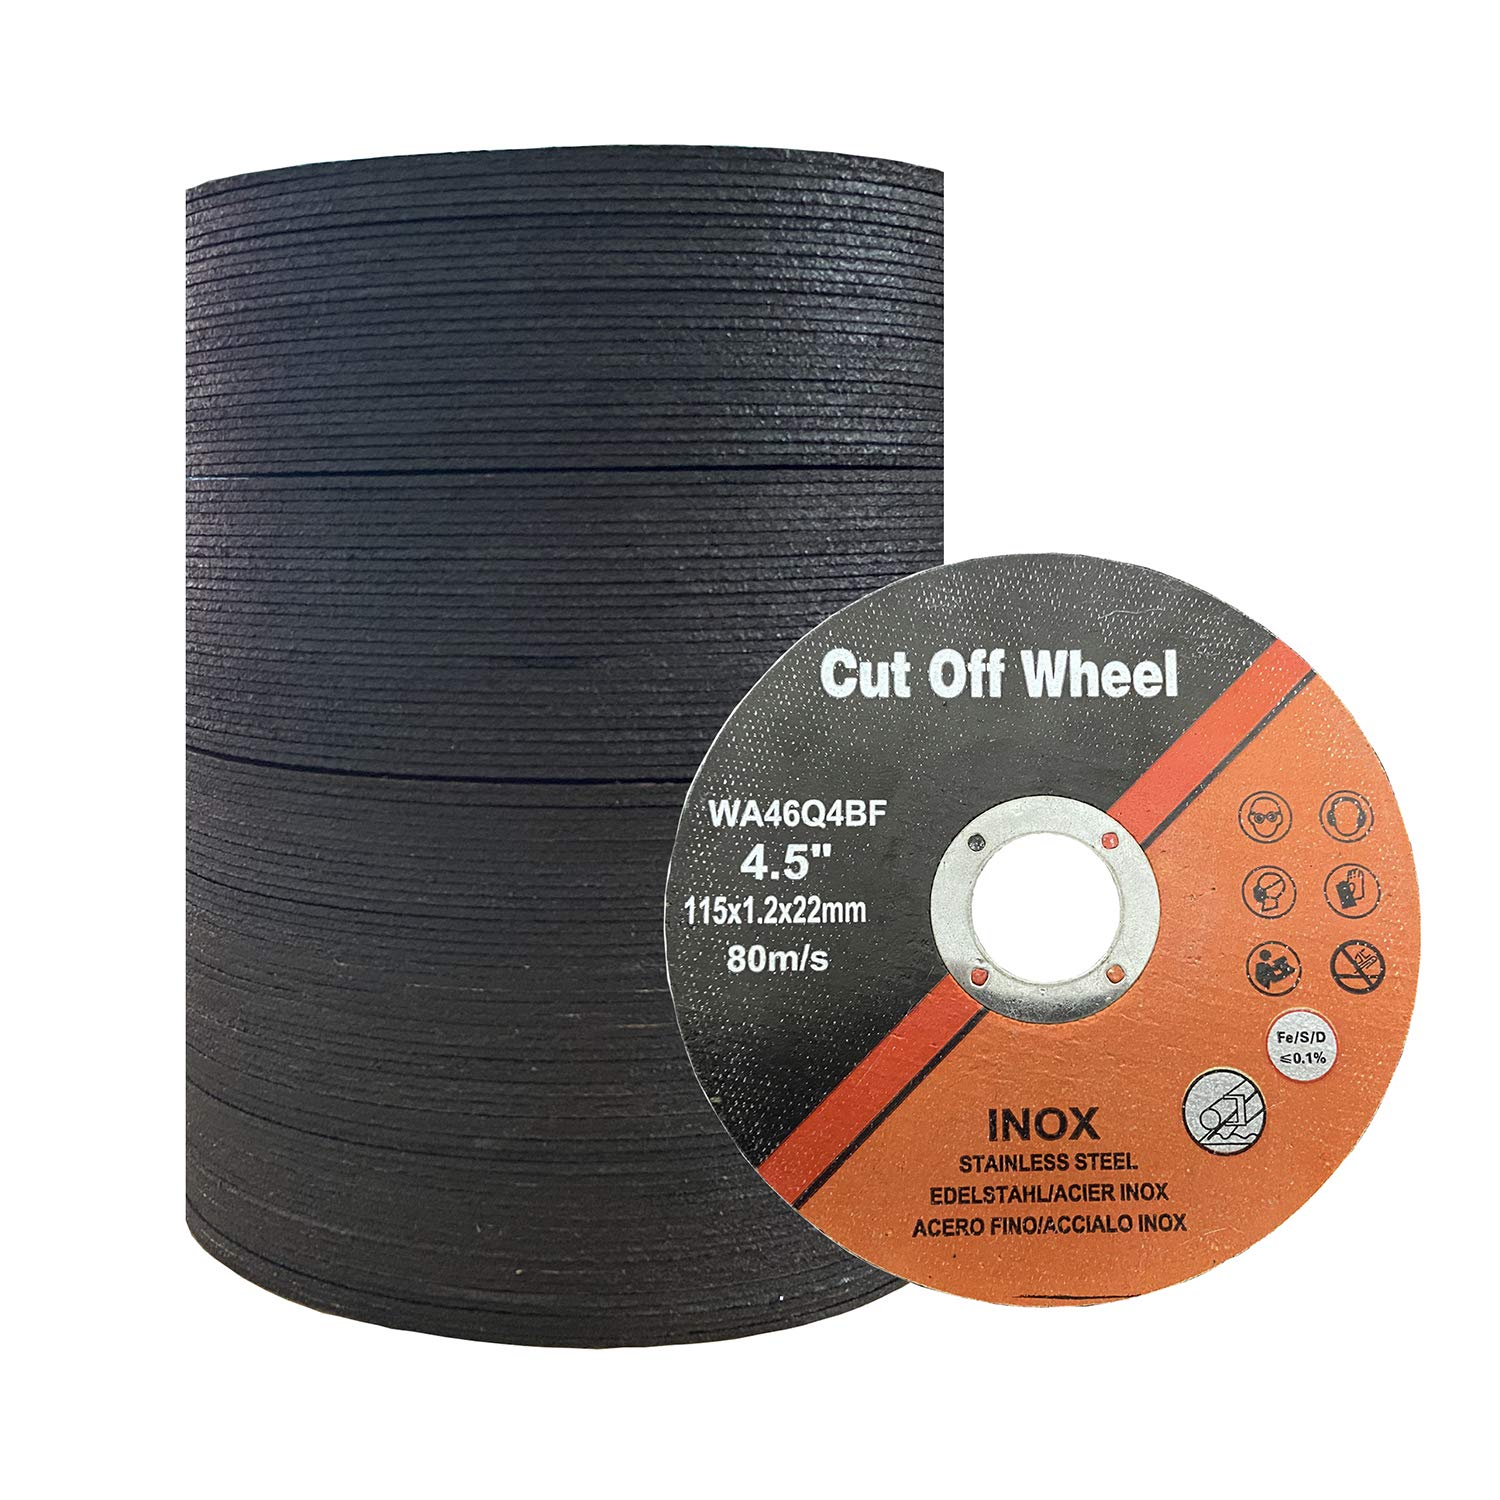 Cut Off Wheel
WA46Q4BF
4.5"
115x1.2x22mm
80m/s
Fe/S/D
≤0.1%
INOX
STAINLESS STEEL
EDELSTAHL/ACIER INOX
ACERO FINO/ACCIALO INOX